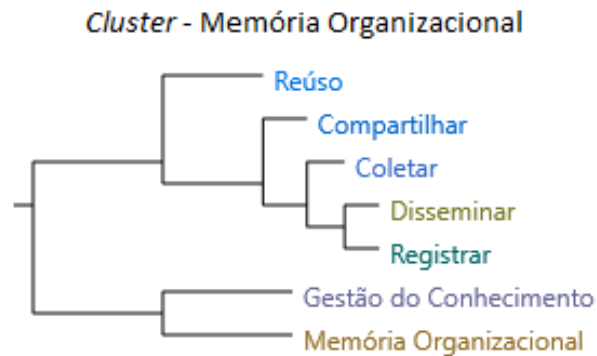 Cluster - Memória Organizacional
Reúso
Compartilhar
Coletar
Disseminar
Registrar
Gestão do Conhecimento
Memória Organizacional